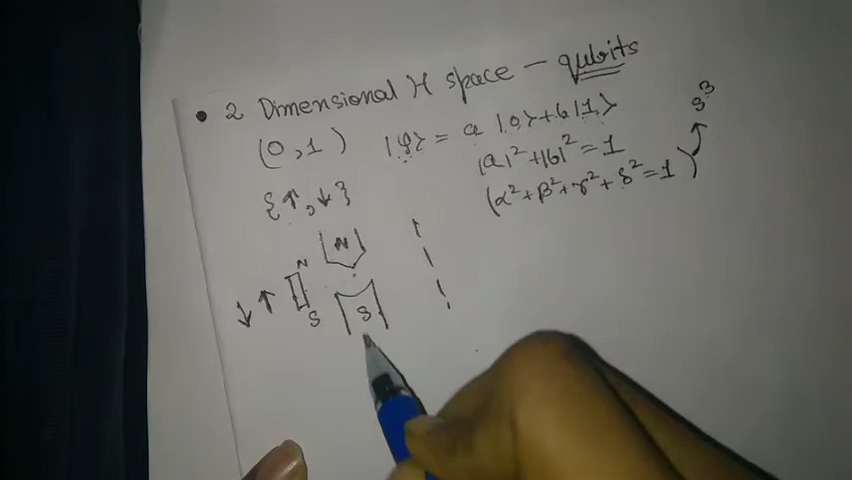 • 2 Dimensional H space – qubits
(0, 1) |ψ> = a |0> + b |1>
|a|² + |b|² = 1
(α² + β² + γ² + δ² = 1) → S³
{↑, ↓}
N
N
S
S
↓ ↑